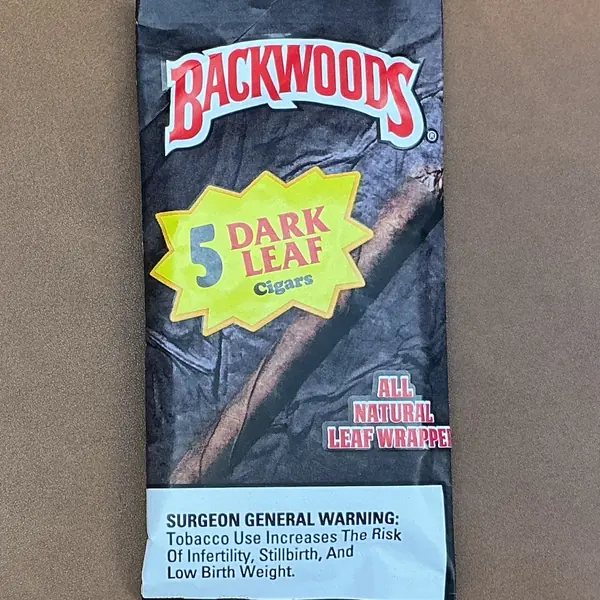 BACKWOODS®
5 DARK
LEAF
Cigars
ALL
NATURAL
LEAF WRAPPE
SURGEON GENERAL WARNING:
Tobacco Use Increases The Risk
Of Infertility, Stillbirth, And
Low Birth Weight.